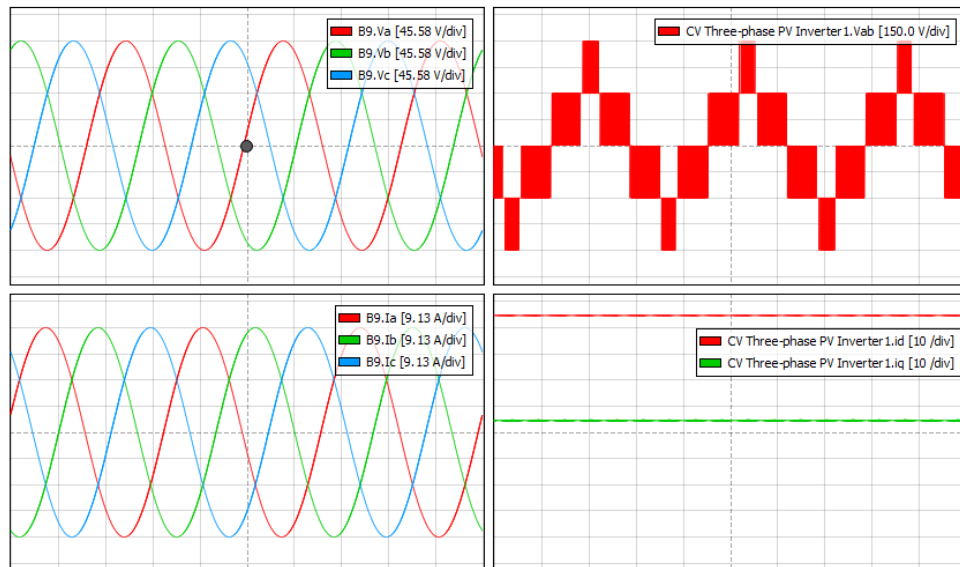 B9.Va [45.58 V/div]
B9.Vb [45.58 V/div]
B9.Vc [45.58 V/div]
CV Three-phase PV Inverter1.Vab [150.0 V/div]
B9.Ia [9.13 A/div]
B9.Ib [9.13 A/div]
B9.Ic [9.13 A/div]
CV Three-phase PV Inverter1.id [10 /div]
CV Three-phase PV Inverter1.iq [10 /div]